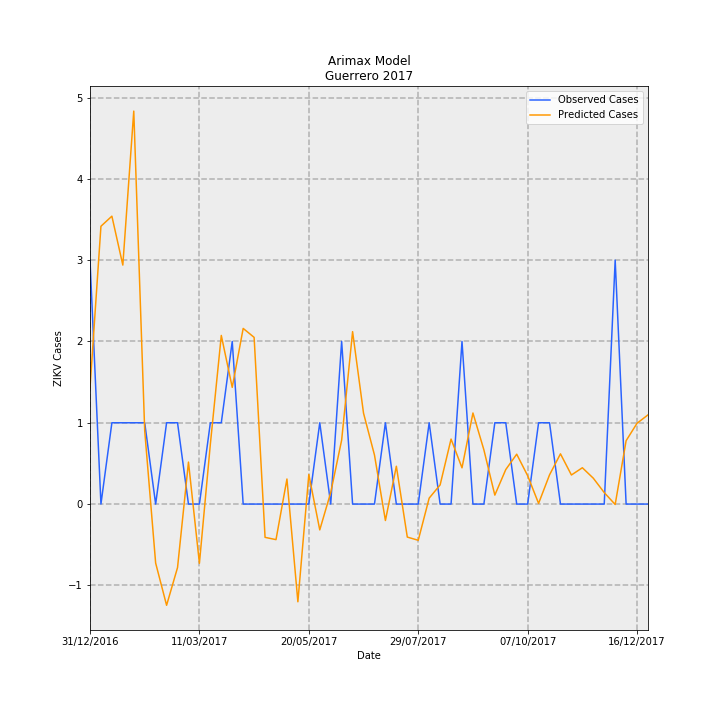 Arimax Model
Guerrero 2017
Observed Cases
Predicted Cases
5
4
3
2
1
0
−1
ZIKV Cases
31/12/2016 11/03/2017 20/05/2017 29/07/2017 07/10/2017 16/12/2017
Date